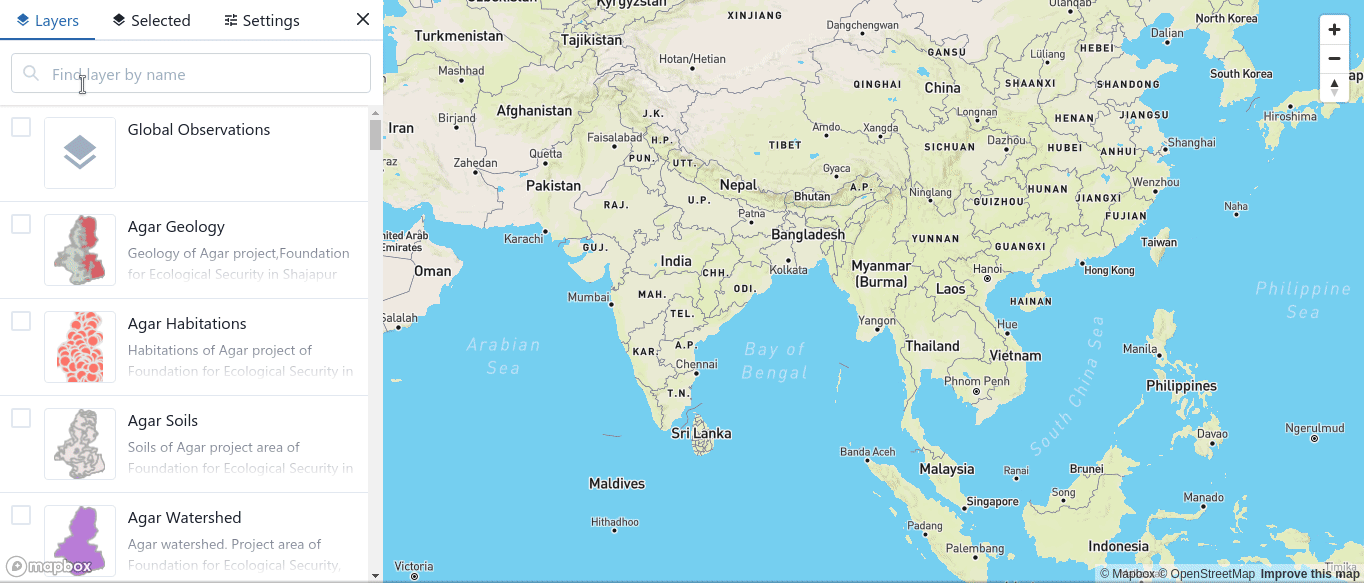 Layers
Selected
Settings
Find layer by name
Global Observations
Agar Geology
Geology of Agar project,Foundation
for Ecological Security in Shajapur
Agar Habitations
Habitations of Agar project of
Foundation for Ecological Security in
Agar Soils
Soils of Agar project area of
Foundation for Ecological Security in
Agar Watershed
Agar watershed. Project area of
Foundation for Ecological Security,
mapbox
Kyrgyzstan
XINJIANG
Ulanqab
North Korea
Turkmenistan
Tajikistan
Dangchengwan
Dalian
GANSU
HEBEI
Lüliang
Hotan/Hetian
Mashhad
South Korea
QINGHAI
China
SHAANXI
SHANDONG
Afghanistan
J.K.
Longnan
HENAN
JIANGSU
Hiroshima
Birjand
Iran
Faisalabad
H.P.
Amdo
Xangda
TIBET
SICHUAN
Dazhou
HUBEI
ANHUI
Shanghai
Quetta
Zahedan
PUN.
UTT.
Gyaca
Pakistan
Nepal
Bhutan
A.P.
Ninglang
HUNAN
Wenzhou
RAJ.
U.P.
GUIZHOU
JIANGXI
Patna
FUJIAN
Naha
Karachi
Bangladesh
YUNNAN
GUANGXI
Taiwan
United Arab
Emirates
GUJ.
India
Kolkata
Myanmar
(Burma)
Hanoi
Hong Kong
Oman
CHH.
ODI.
Laos
Mumbai
MAH.
HAINAN
Philippine
Sea
Salalah
TEL.
Yangon
Hue
Arabian
Sea
KAR.
A.P.
Bay of
Bengal
Thailand
Vietnam
Manila
Chennai
Phnom Penh
South China Sea
Philippines
T.N.
Sri Lanka
Banda Aceh
Davao
Ngerulmud
Maldives
Malaysia
Ranai
Brunei
Song
Singapore
Manado
Hithadhoo
Padang
Palembang
Indonesia
Victoria
Timika
© Mapbox © OpenStreetMap Improve this map